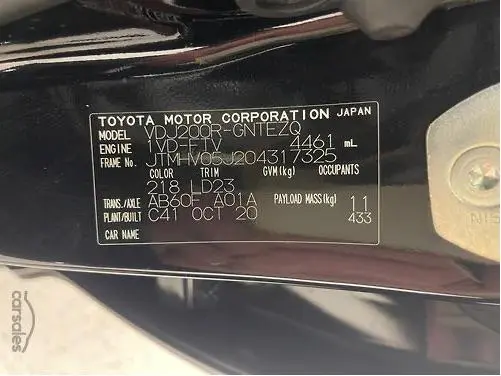 TOYOTA MOTOR CORPORATION JAPAN
MODEL VDJ200R-GNTEZQ
ENGINE 1VD-FTV 4461 mL
FRAME No. JTMHV05J204317325
COLOR TRIM GVM(kg) OCCUPANTS
218 LD23
TRANS./AXLE AB60F A01A PAYLOAD MASS(kg) 11
PLANT/BUILT C41 OCT 20 433
CAR NAME
carsales